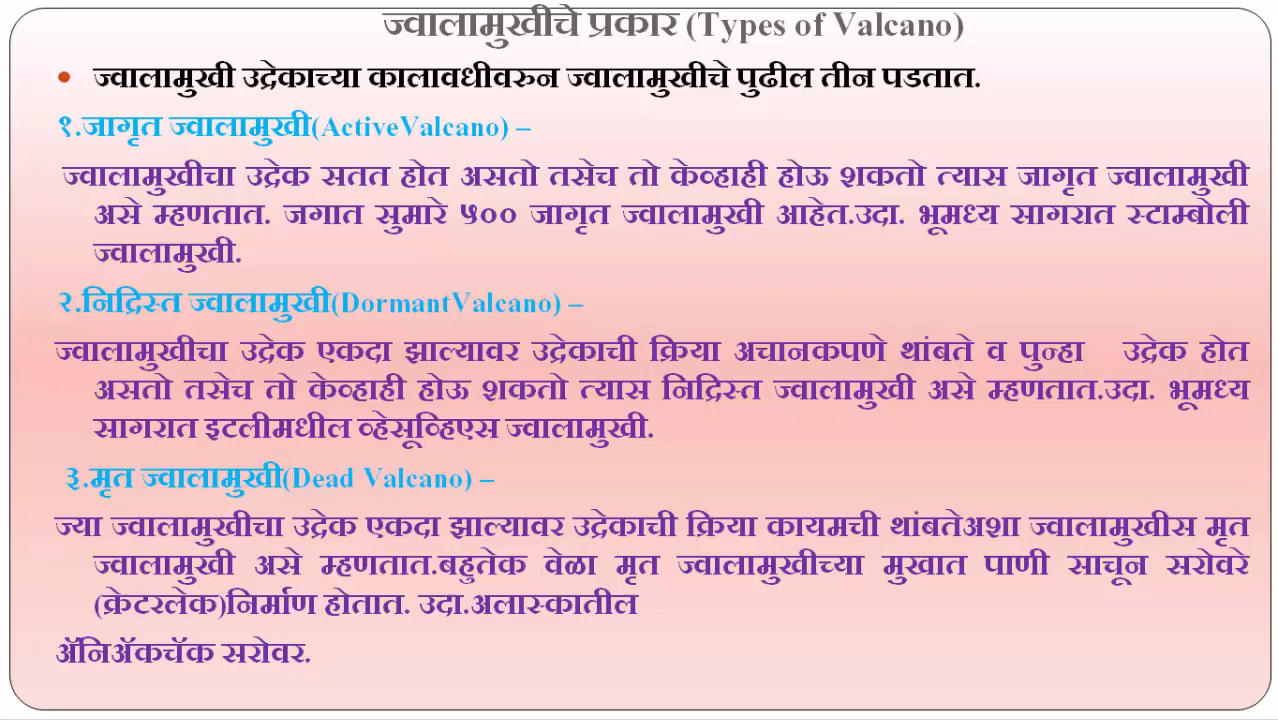 ज्वालामुखीचे प्रकार (Types of Valcano)
• ज्वालामुखी उद्रेकाच्या कालावधीवरुन ज्वालामुखीचे पुढील तीन पडतात.
१.जागृत ज्वालामुखी(ActiveValcano) –
ज्वालामुखीचा उद्रेक सतत होत असतो तसेच तो केव्हाही होऊ शकतो त्यास जागृत ज्वालामुखी
असे म्हणतात. जगात सुमारे ५०० जागृत ज्वालामुखी आहेत.उदा. भूमध्य सागरात स्टाम्बोली
ज्वालामुखी.
२.निद्रिस्त ज्वालामुखी(DormantValcano) –
ज्वालामुखीचा उद्रेक एकदा झाल्यावर उद्रेकाची क्रिया अचानकपणे थांबते व पुन्हा उद्रेक होत
असतो तसेच तो केव्हाही होऊ शकतो त्यास निद्रिस्त ज्वालामुखी असे म्हणतात.उदा. भूमध्य
सागरात इटलीमधील व्हेसूव्हिएस ज्वालामुखी.
३.मृत ज्वालामुखी(Dead Valcano) –
ज्या ज्वालामुखीचा उद्रेक एकदा झाल्यावर उद्रेकाची क्रिया कायमची थांबतेअशा ज्वालामुखीस मृत
ज्वालामुखी असे म्हणतात.बहुतेक वेळा मृत ज्वालामुखीच्या मुखात पाणी साचून सरोवरे
(क्रेटरलेक)निर्माण होतात. उदा.अलास्कातील
ॲनिॲकचॅक सरोवर.